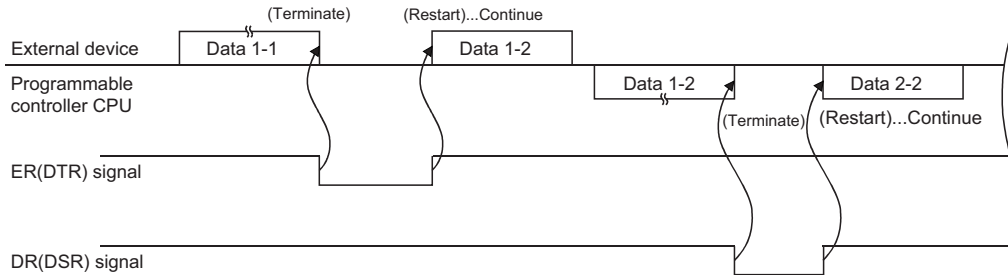 (Terminate)
(Restart)...Continue
External device
Data 1-1
Data 1-2
Programmable
controller CPU
Data 1-2
Data 2-2
(Terminate)
(Restart)...Continue
ER(DTR) signal
DR(DSR) signal